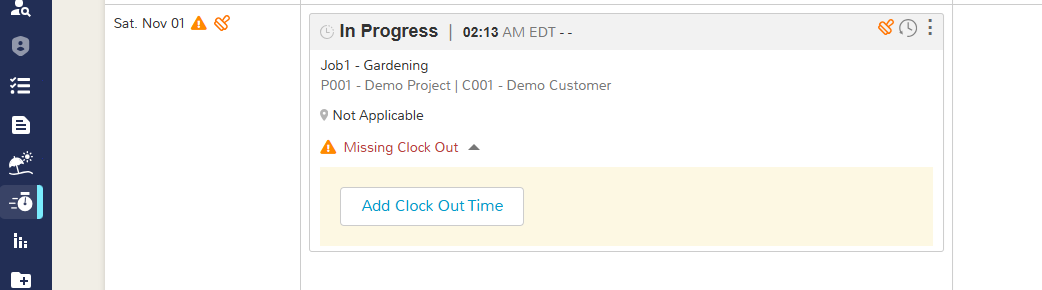 Sat. Nov 01
In Progress | 02:13 AM EDT - -
Job1 - Gardening
P001 - Demo Project | C001 - Demo Customer
Not Applicable
Missing Clock Out
Add Clock Out Time